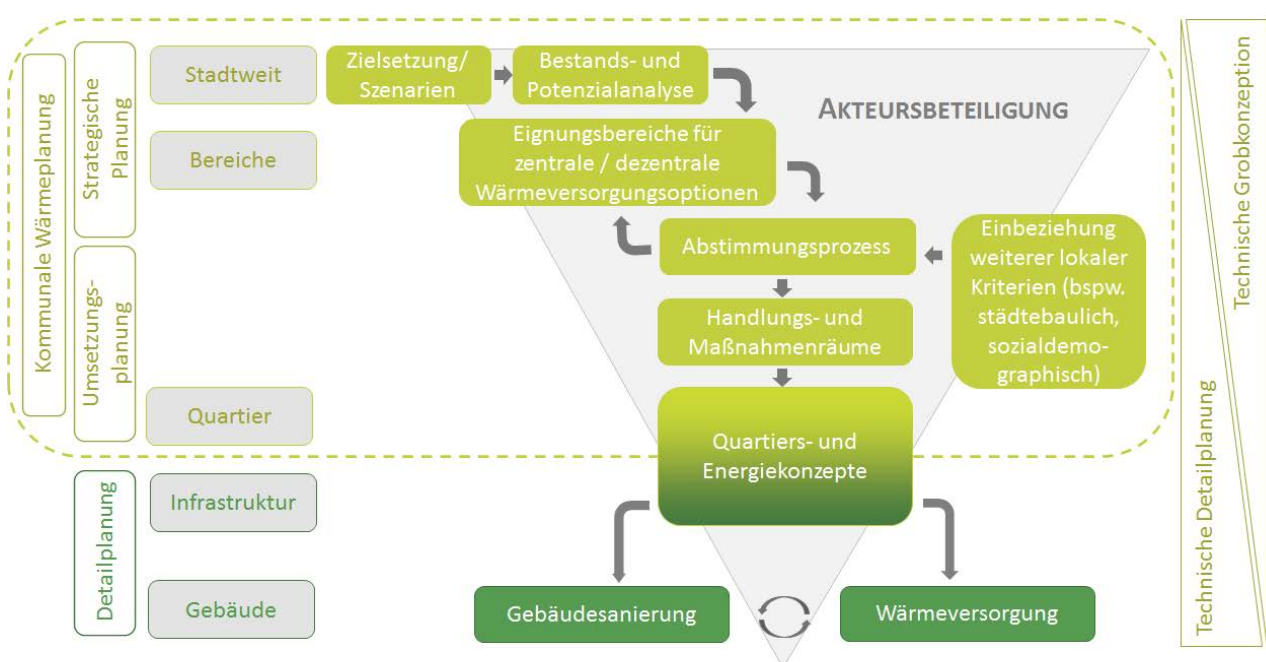 Kommunale Wärmeplanung
Strategische
Planung
Umsetzungs-
planung
Detailplanung
Stadtweit
Bereiche
Quartier
Infrastruktur
Gebäude
Zielsetzung/
Szenarien
Bestands- und
Potenzialanalyse
AKTEURSBETEILIGUNG
Eignungsbereiche für
zentrale / dezentrale
Wärmeversorgungsoptionen
Abstimmungsprozess
Einbeziehung
weiterer lokaler
Kriterien (bspw.
städtebaulich,
sozialdemo-
graphisch)
Handlungs- und
Maßnahmenräume
Quartiers- und
Energiekonzepte
Gebäudesanierung
Wärmeversorgung
Technische Grobkonzeption
Technische Detailplanung